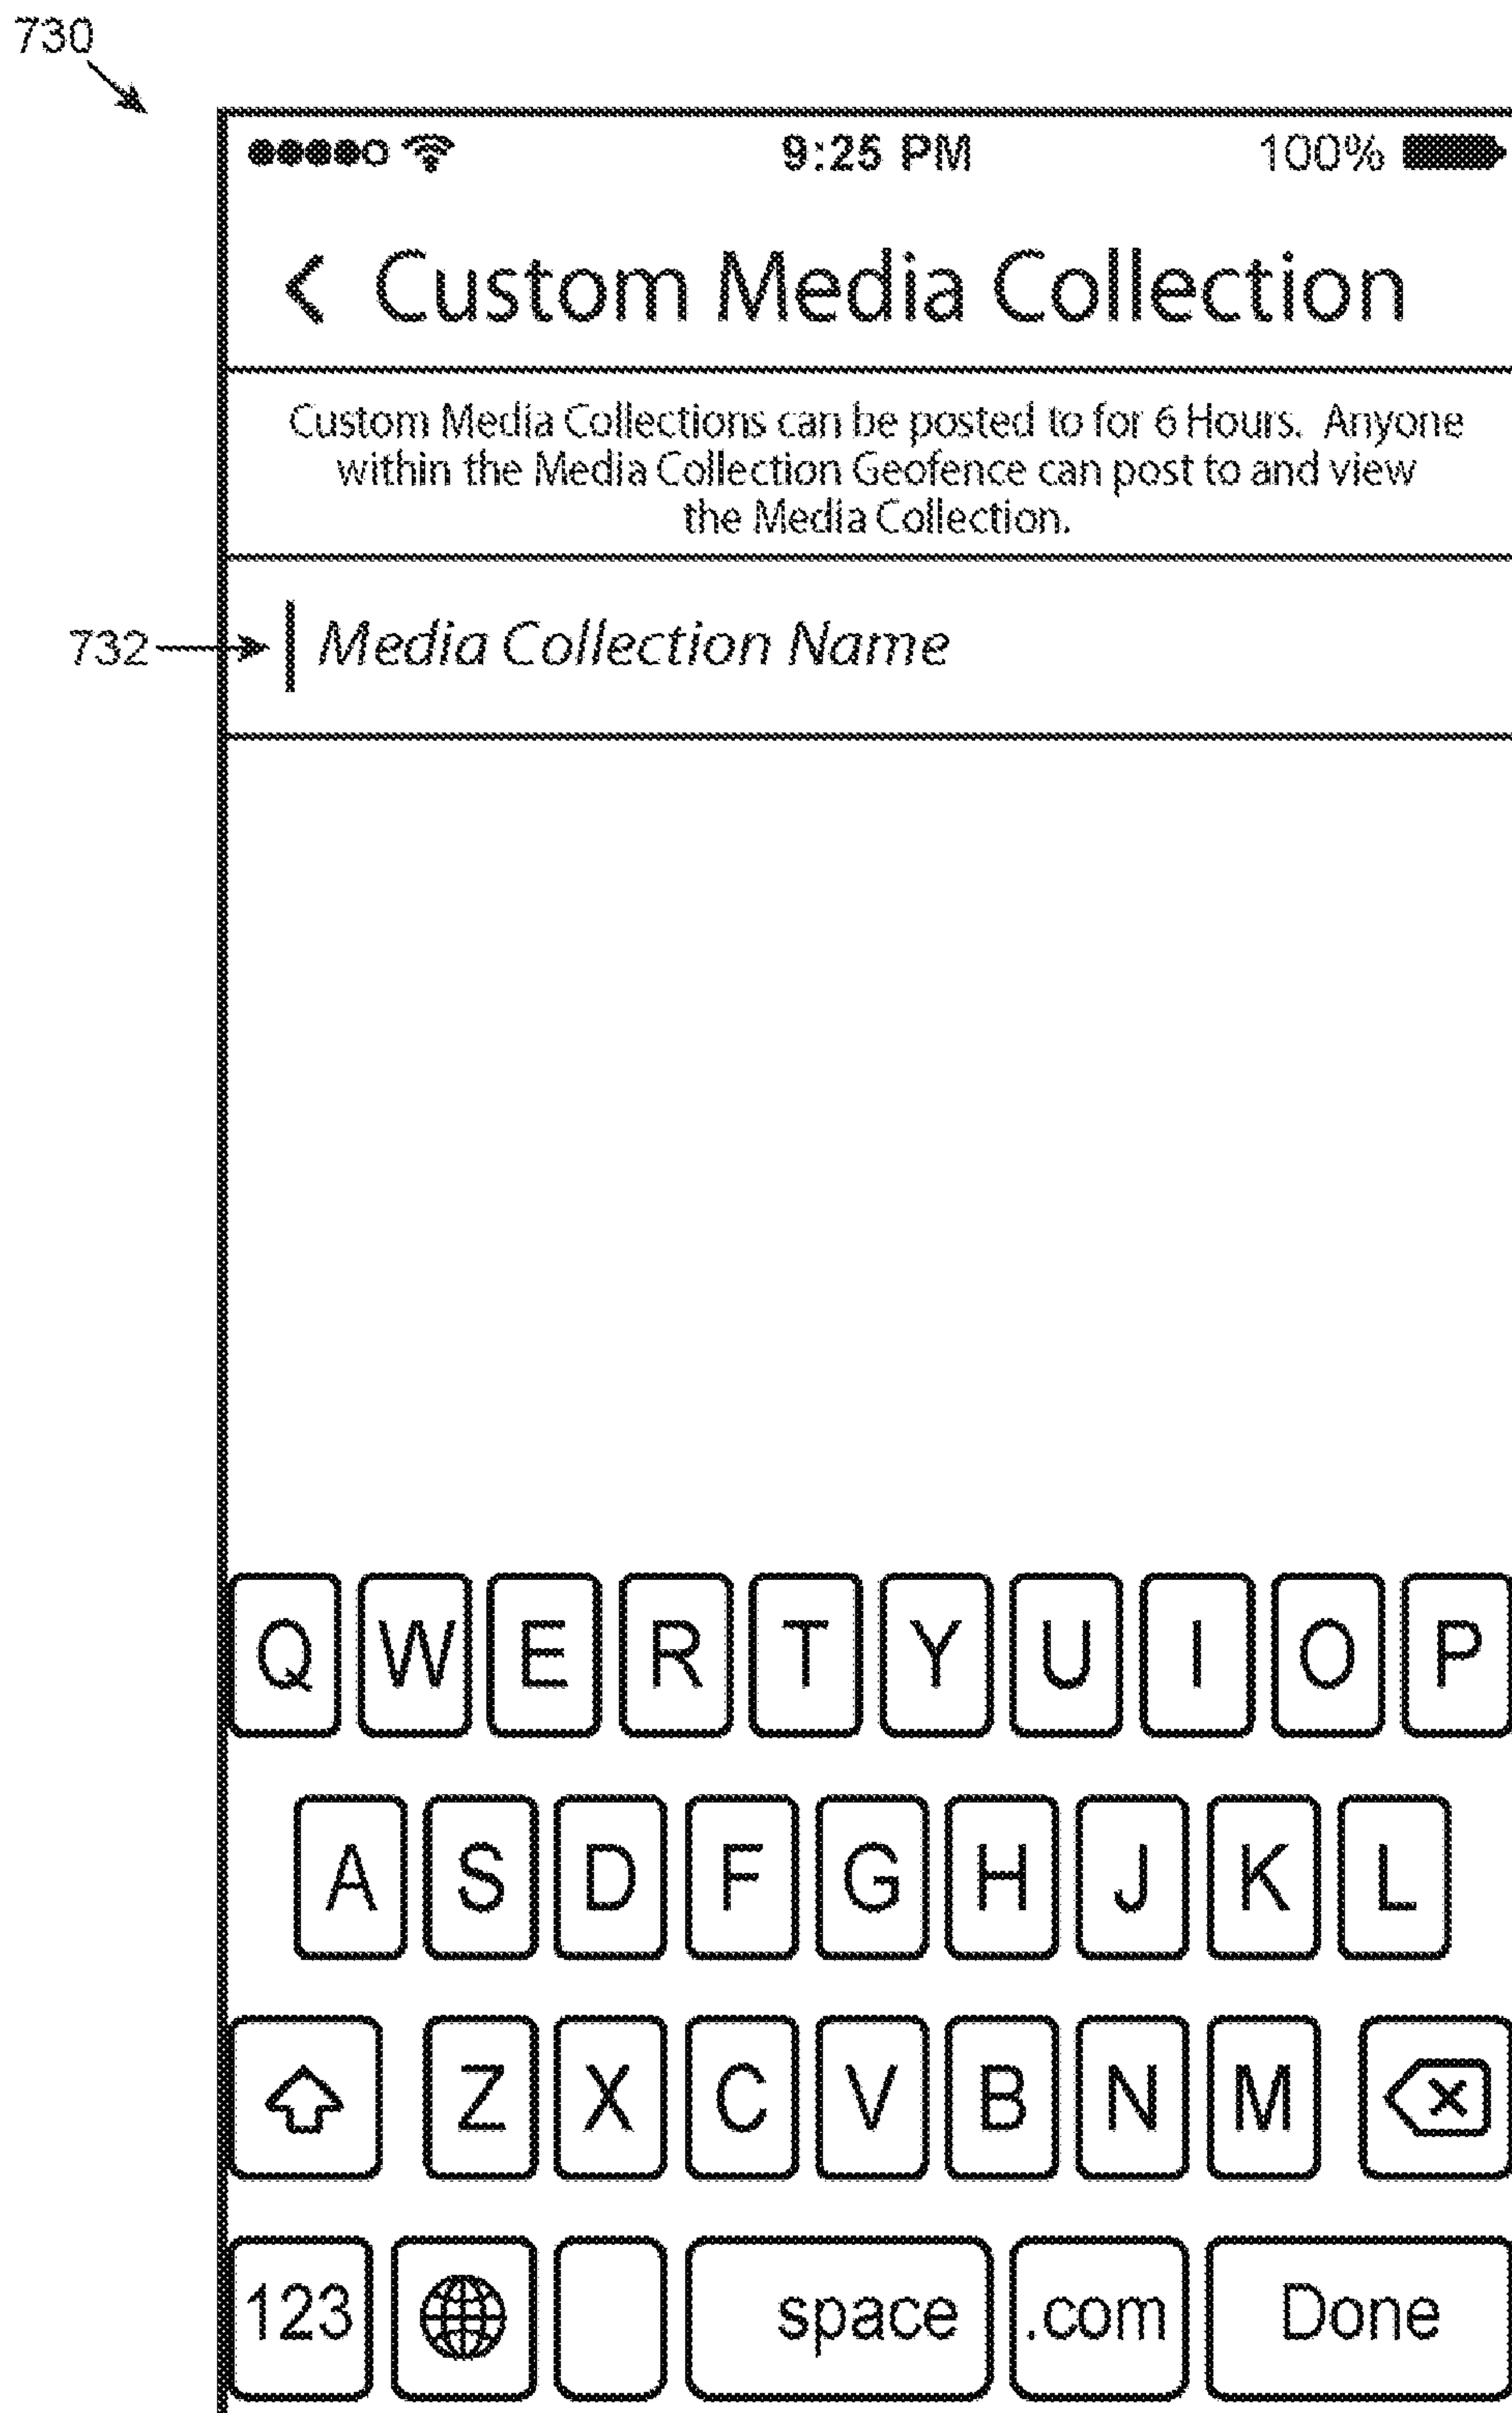 730
9:25 PM 100%
< Custom Media Collection
Custom Media Collections can be posted to for 6 Hours. Anyone
within the Media Collection Geofence can post to and view
the Media Collection.
732 Media Collection Name
Q W E R T Y U I O P
A S D F G H J K L
Z X C V B N M
123 space .com Done